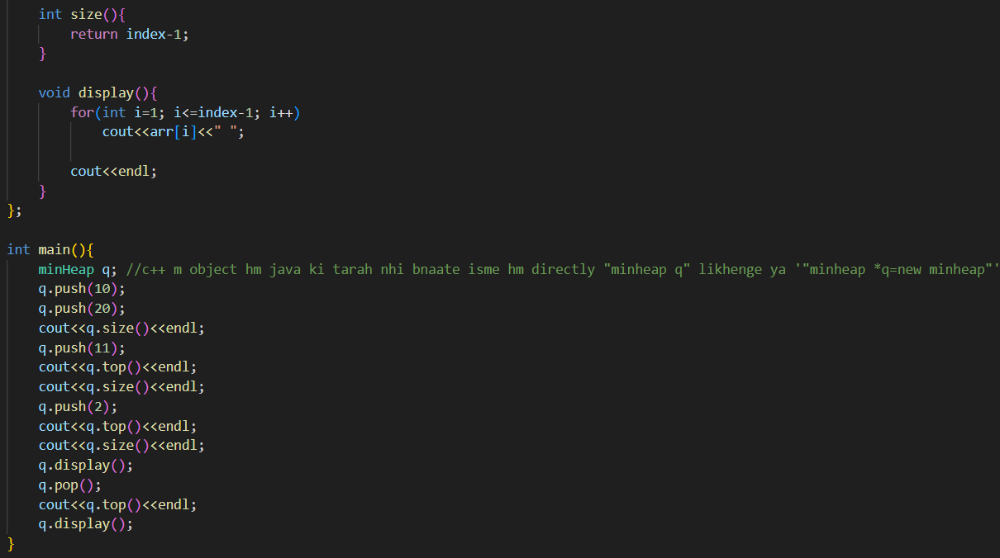 int size(){
return index-1;
}
void display(){
for(int i=1; i<=index-1; i++)
cout<<arr[i]<<" ";
cout<<endl;
}
};
int main(){
minHeap q; //c++ m object hm java ki tarah nhi bnaate isme hm directly "minheap q" likhenge ya '"minheap *q=new minheap"'
q.push(10);
q.push(20);
cout<<q.size()<<endl;
q.push(11);
cout<<q.top()<<endl;
cout<<q.size()<<endl;
q.push(2);
cout<<q.top()<<endl;
cout<<q.size()<<endl;
q.display();
q.pop();
cout<<q.top()<<endl;
q.display();
}